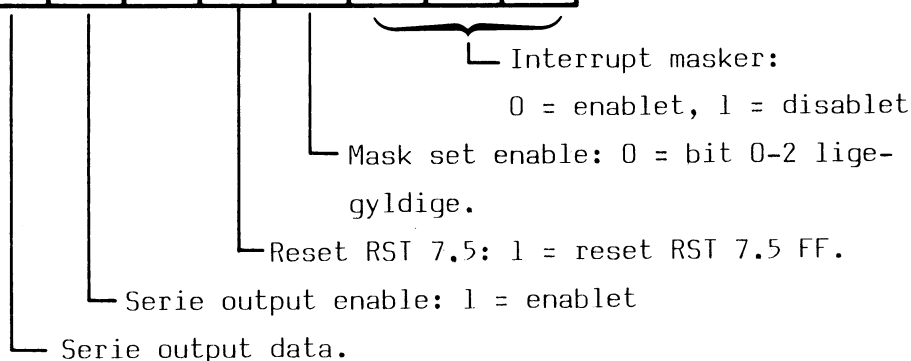 Interrupt masker:
0 = enablet, 1 = disablet
Mask set enable: 0 = bit 0-2 lige-
gyldige.
Reset RST 7.5: 1 = reset RST 7.5 FF.
Serie output enable: 1 = enablet
Serie output data.